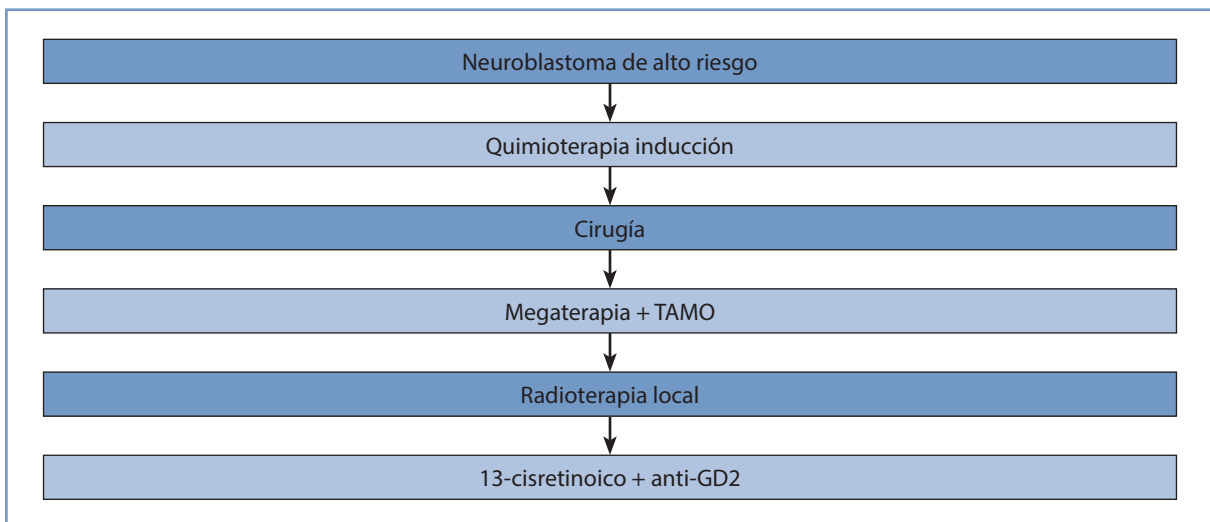 Neuroblastoma de alto riesgo
Quimioterapia inducción
Cirugía
Megaterapia + TAMO
Radioterapia local
13-cisretinoico + anti-GD2